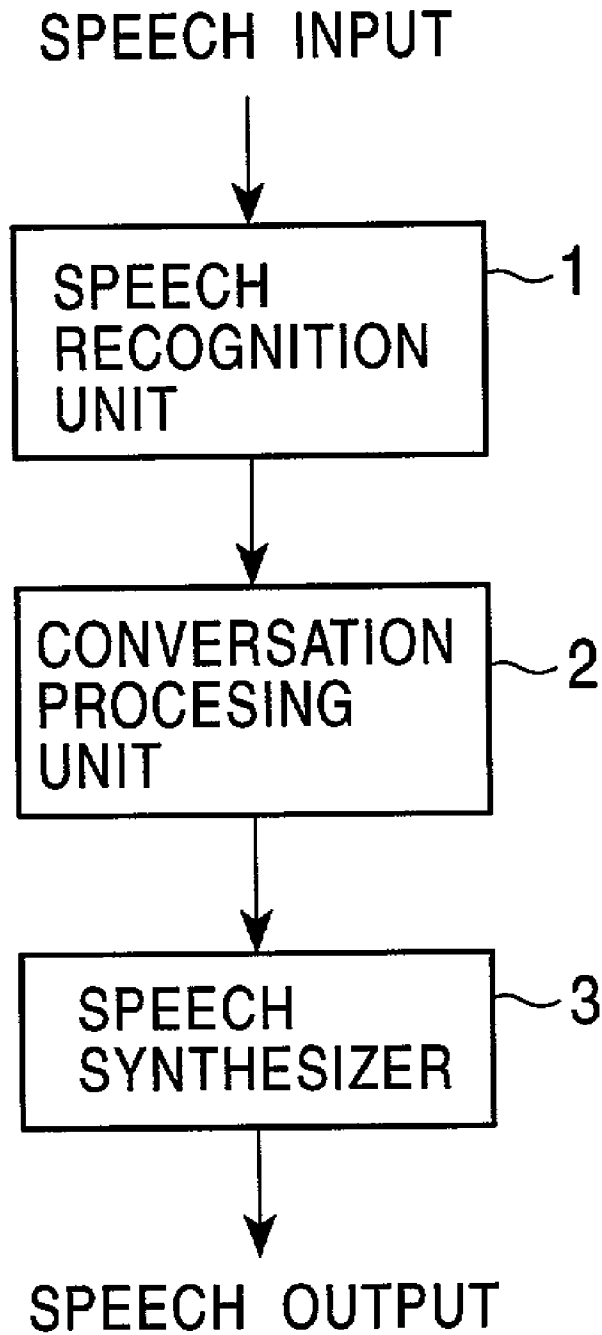 SPEECH INPUT
SPEECH
RECOGNITION
UNIT
1
CONVERSATION
PROCESING
UNIT
2
SPEECH
SYNTHESIZER
3
SPEECH OUTPUT